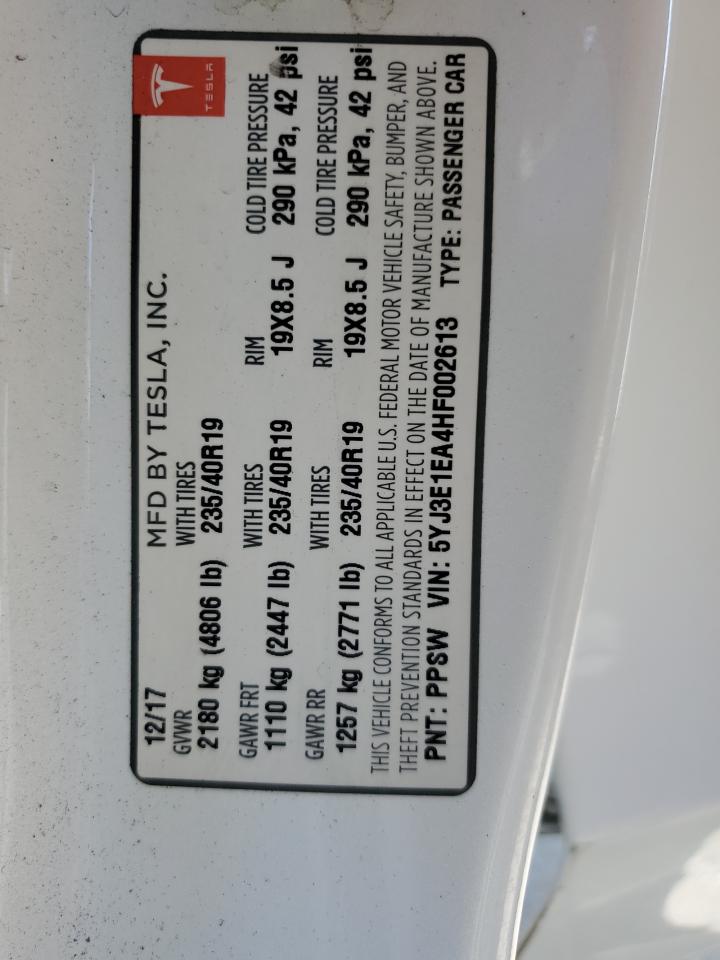 TESLA
12/17 MFD BY TESLA, INC.
GVWR WITH TIRES
2180 kg (4806 lb) 235/40R19
GAWR FRT WITH TIRES RIM COLD TIRE PRESSURE
1110 kg (2447 lb) 235/40R19 19X8.5 J 290 kPa, 42 psi
GAWR RR WITH TIRES RIM COLD TIRE PRESSURE
1257 kg (2771 lb) 235/40R19 19X8.5 J 290 kPa, 42 psi
THIS VEHICLE CONFORMS TO ALL APPLICABLE U.S. FEDERAL MOTOR VEHICLE SAFETY, BUMPER, AND
THEFT PREVENTION STANDARDS IN EFFECT ON THE DATE OF MANUFACTURE SHOWN ABOVE.
PNT: PPSW VIN: 5YJ3E1EA4HF002613 TYPE: PASSENGER CAR